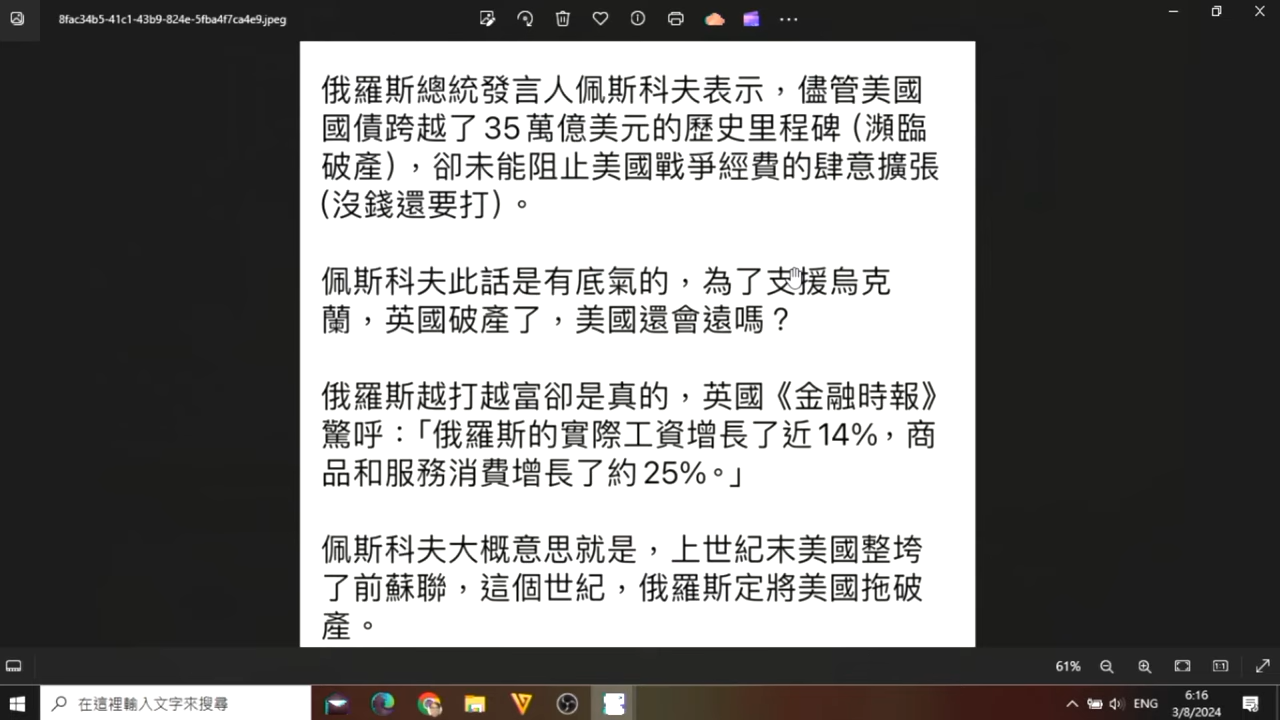 8fac34b5-41c1-43b9-824e-5fba4f7ca4e9.jpeg
俄羅斯總統發言人佩斯科夫表示，儘管美國
國債跨越了35萬億美元的歷史里程碑（瀕臨
破產），卻未能阻止美國戰爭經費的肆意擴張
（沒錢還要打）。
佩斯科夫此話是有底氣的，為了支援烏克
蘭，英國破產了，美國還會遠嗎？
俄羅斯越打越富卻是真的，英國《金融時報》
驚呼：「俄羅斯的實際工資增長了近14%，商
品和服務消費增長了約25%。」
佩斯科夫大概意思就是，上世紀末美國整垮
了前蘇聯，這個世紀，俄羅斯定將美國拖破
產。
61%
在這裡輸入文字來搜尋
ENG
6:16
3/8/2024